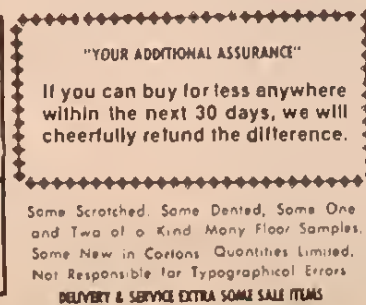 "YOUR ADDITIONAL ASSURANCE"
If you can buy for less anywhere
within the next 30 days, we will
cheerfully refund the difference.
Some Scratched. Some Dented, Some One
and Two of a Kind Many Floor Samples,
Some New in Cartons Quantities Limited,
Not Responsible for Typographical Errors
DELIVERY & SERVICE EXTRA SOME SALE ITEMS